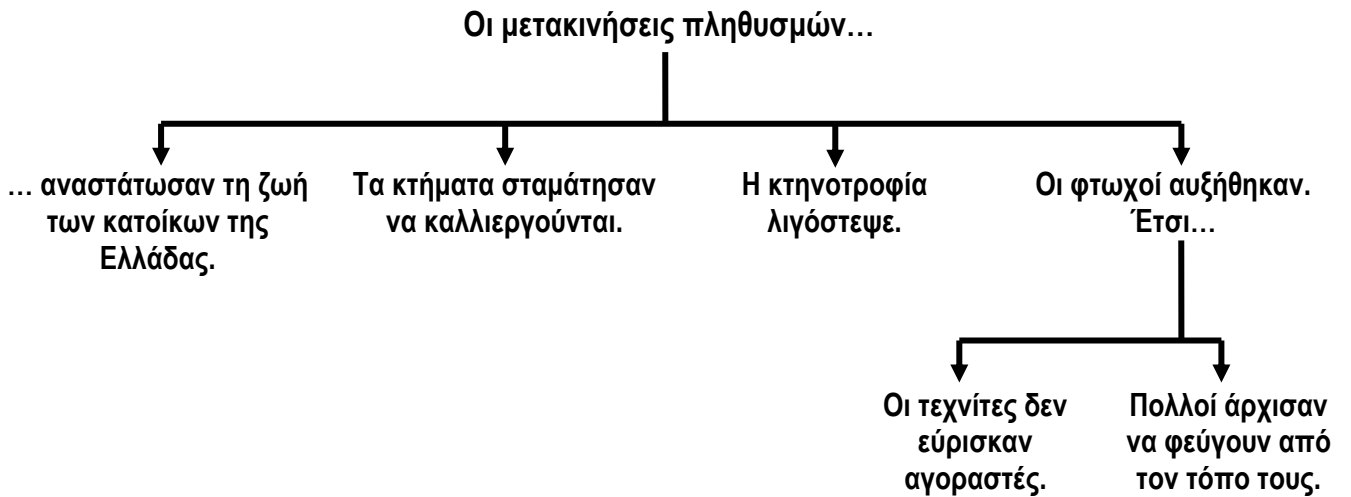 Οι μετακινήσεις πληθυσμών…
… αναστάτωσαν τη ζωή
των κατοίκων της
Ελλάδας.
Τα κτήματα σταμάτησαν
να καλλιεργούνται.
Η κτηνοτροφία
λιγόστεψε.
Οι φτωχοί αυξήθηκαν.
Έτσι…
Οι τεχνίτες δεν
εύρισκαν
αγοραστές.
Πολλοί άρχισαν
να φεύγουν από
τον τόπο τους.